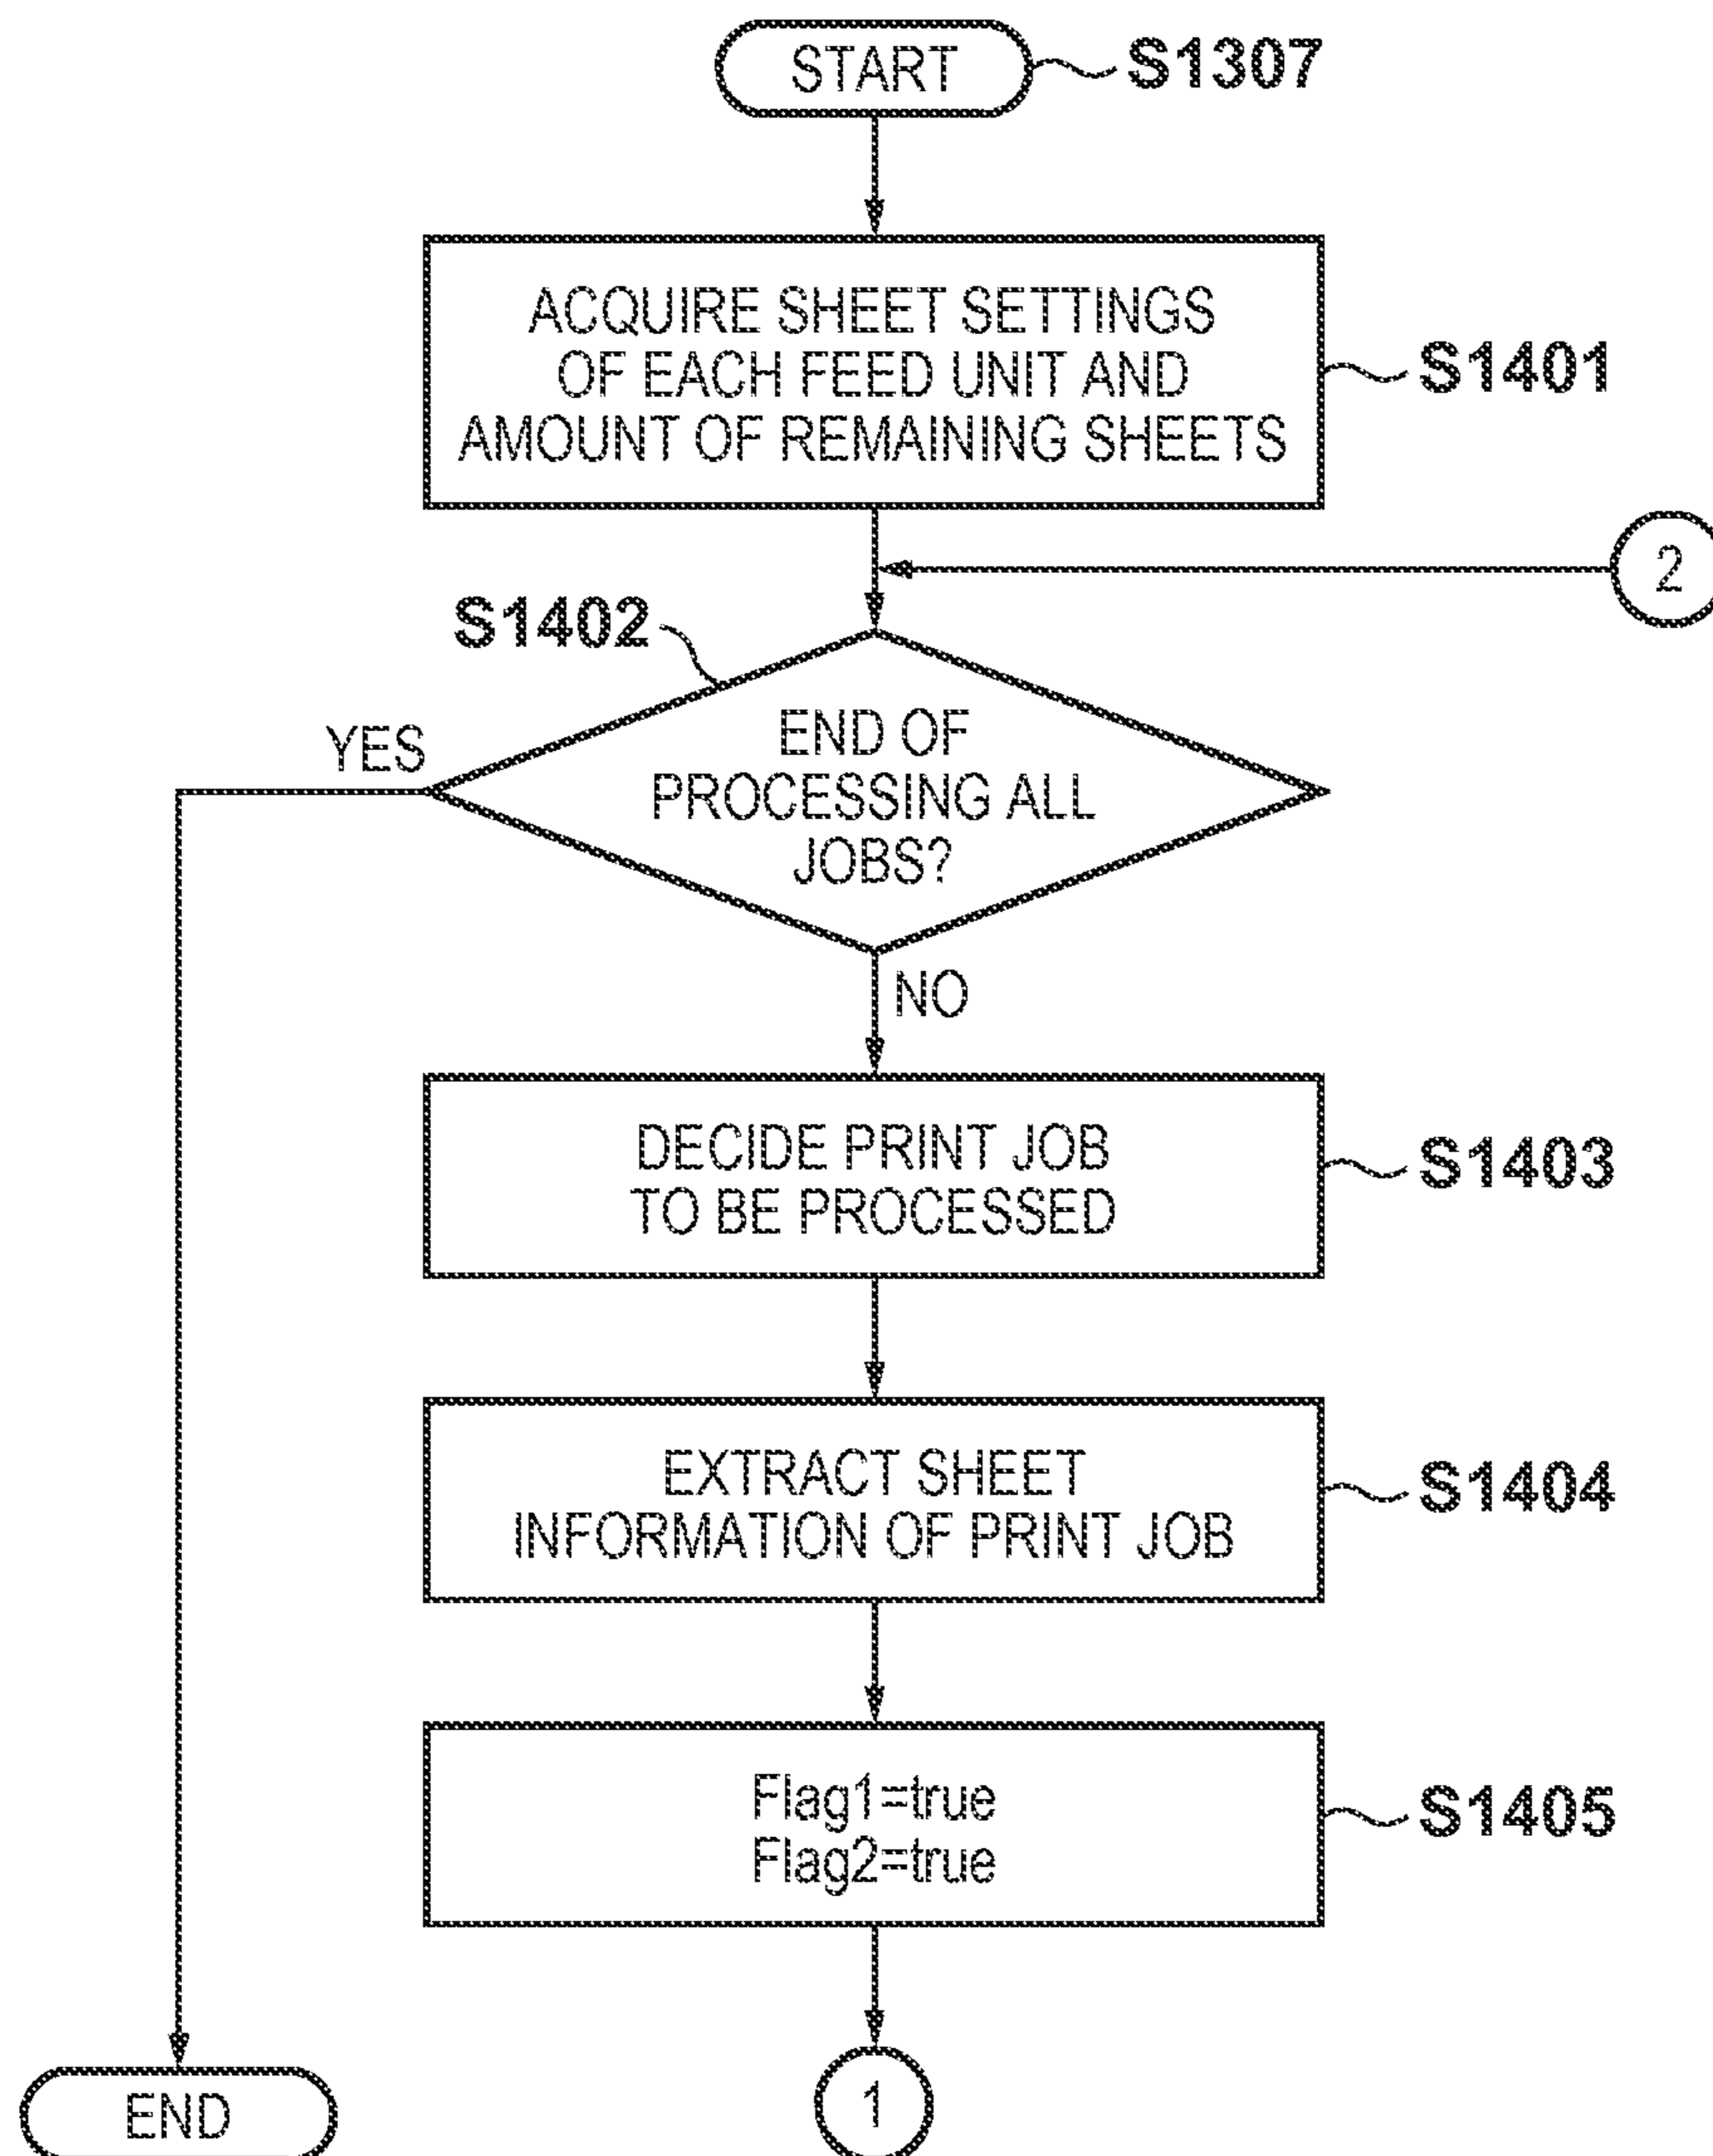 START
S1307
ACQUIRE SHEET SETTINGS
OF EACH FEED UNIT AND
AMOUNT OF REMAINING SHEETS
S1401
2
S1402
YES
END OF
PROCESSING ALL
JOBS?
NO
DECIDE PRINT JOB
TO BE PROCESSED
S1403
EXTRACT SHEET
INFORMATION OF PRINT JOB
S1404
Flag1=true
Flag2=true
S1405
END
1